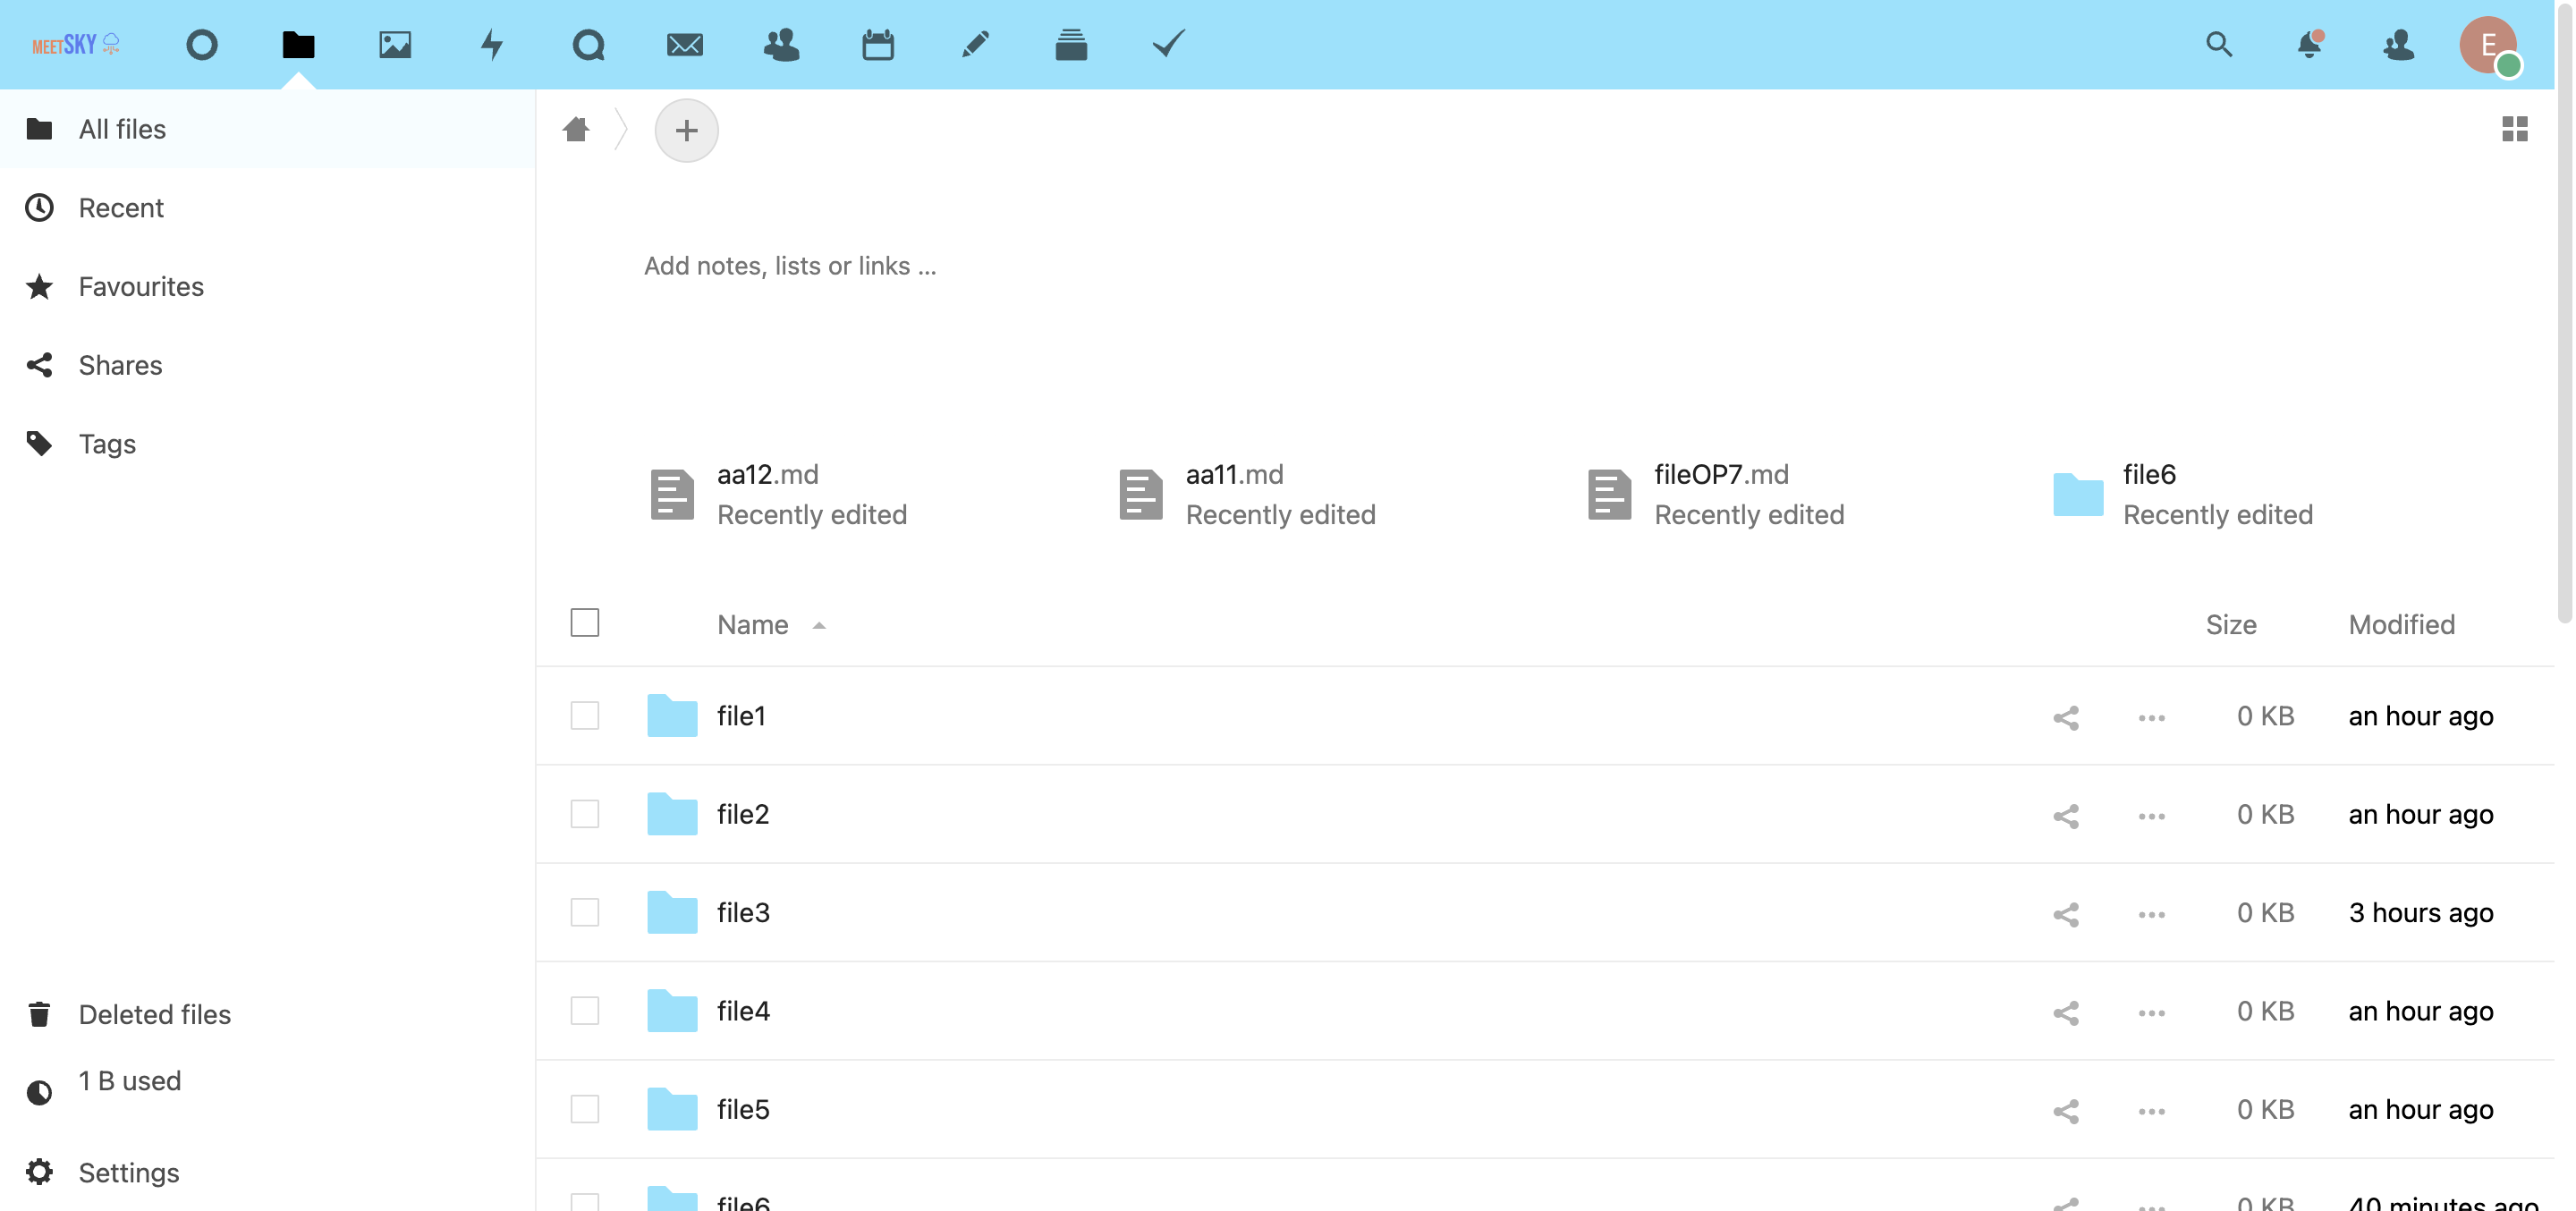 MEETSKY
E
All files
Recent
Favourites
Shares
Tags
Deleted files
1 B used
Settings
+
Add notes, lists or links ...
aa12.md
Recently edited
aa11.md
Recently edited
fileOP7.md
Recently edited
file6
Recently edited
Name Size Modified
file1 0 KB an hour ago
file2 0 KB an hour ago
file3 0 KB 3 hours ago
file4 0 KB an hour ago
file5 0 KB an hour ago
file6 0 KB 40 minutes ago